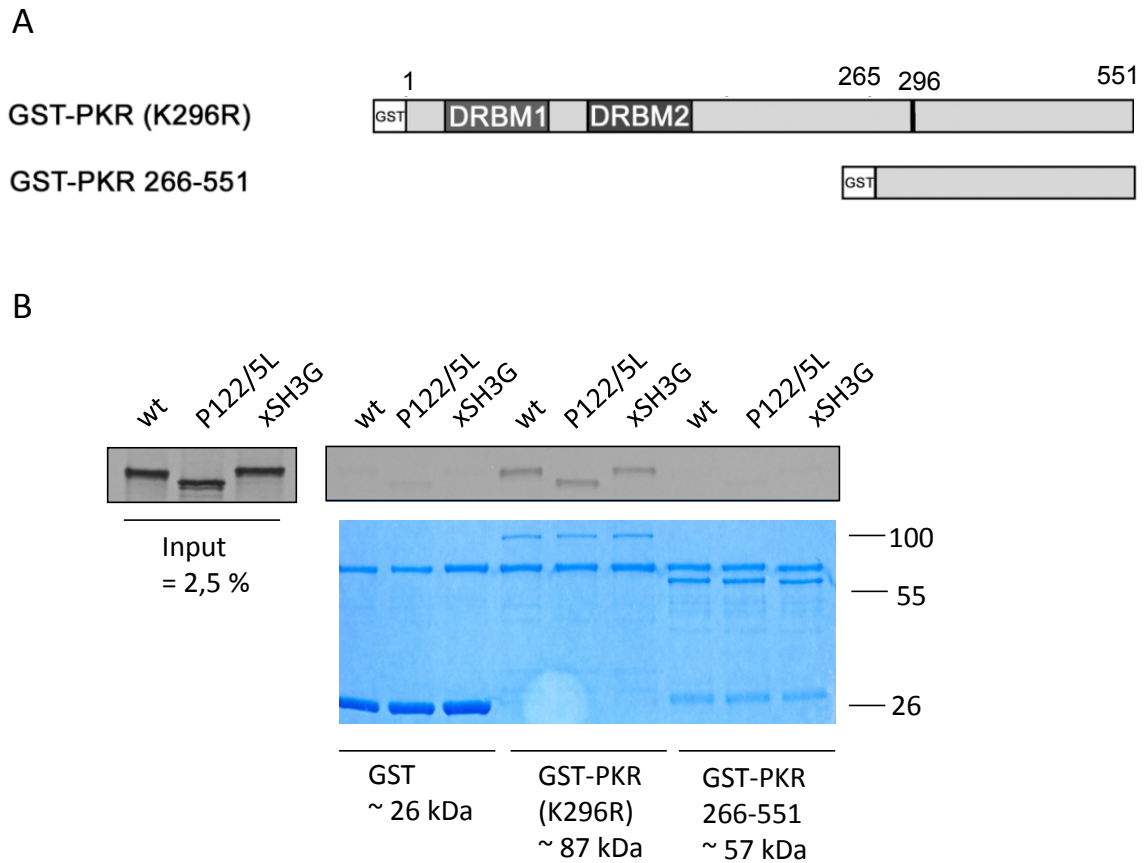 A
1
265
296
551
GST-PKR (K296R)
GST
DRBM1
DRBM2
GST-PKR 266-551
GST
B
wt
P122/5L
xSH3G
wt
P122/5L
xSH3G
wt
P122/5L
xSH3G
wt
P122/5L
xSH3G
Input
= 2,5 %
100
55
26
GST
~ 26 kDa
GST-PKR
(K296R)
~ 87 kDa
GST-PKR
266-551
~ 57 kDa